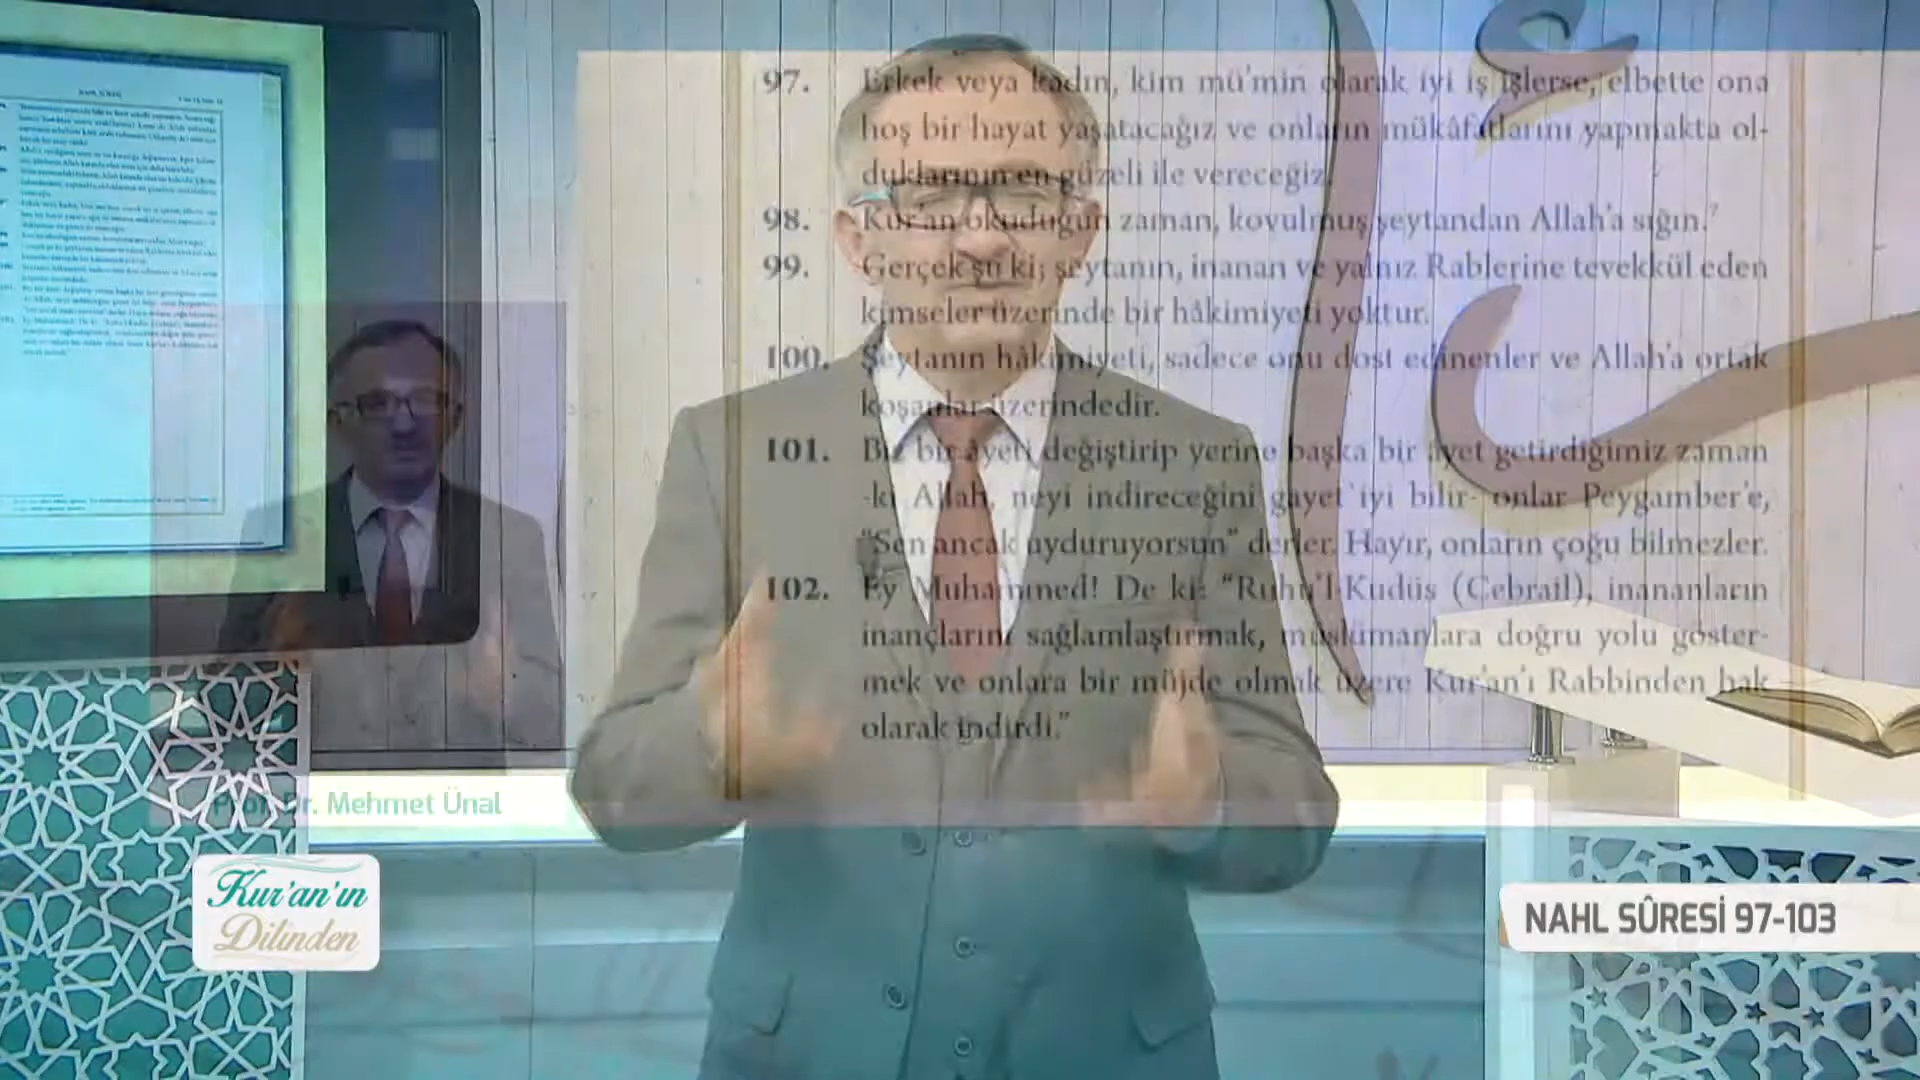 97. Erkek veya kadın, kim mü'min olarak iyi iş işlerse, elbette ona
hoş bir hayat yaşatacağız ve onların mükâfatlarını yapmakta ol-
duklarının en güzeli ile vereceğiz.
98. Kur'an okuduğun zaman, kovulmuş şeytandan Allah'a sığın.7
99. Gerçek şu ki; şeytanın, inanan ve yalnız Rablerine tevekkül eden
kimseler üzerinde bir hâkimiyeti yoktur.
100. Şeytanın hâkimiyeti, sadece onu dost edinenler ve Allah'a ortak
koşanlar üzerindedir.
101. Biz bir âyeti değiştirip yerine başka bir âyet getirdiğimiz zaman
-ki Allah, neyi indireceğini gayet iyi bilir- onlar Peygamber'e,
"Sen ancak uyduruyorsun" derler. Hayır, onların çoğu bilmezler.
102. Ey Muhammed! De ki: "Ruhu'l-Kudüs (Cebrail), inananların
inançlarını sağlamlaştırmak, müslümanlara doğru yolu göster-
mek ve onlara bir müjde olmak üzere Kur'an'ı Rabbinden hak
olarak indirdi."
Prof. Dr. Mehmet Ünal
Kur'an'ın
Dilinden
NAHL SÛRESİ 97-103